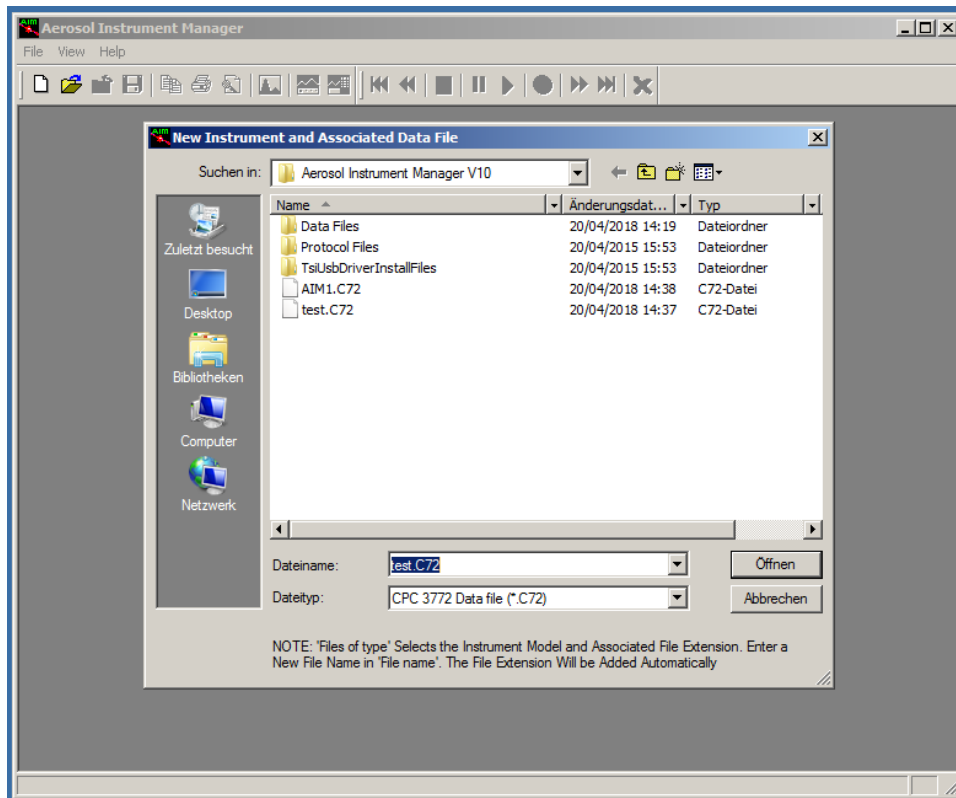 Aerosol Instrument Manager
File View Help
New Instrument and Associated Data File
Suchen in: Aerosol Instrument Manager V10
Name Änderungsdat... Typ
Data Files 20/04/2018 14:19 Dateiordner
Protocol Files 20/04/2015 15:53 Dateiordner
TsiUsbDriverInstallFiles 20/04/2015 15:53 Dateiordner
AIM1.C72 20/04/2018 14:38 C72-Datei
test.C72 20/04/2018 14:37 C72-Datei
Zuletzt besucht
Desktop
Bibliotheken
Computer
Netzwerk
Dateiname: test.C72 Öffnen
Dateityp: CPC 3772 Data file (*.C72) Abbrechen
NOTE: 'Files of type' Selects the Instrument Model and Associated File Extension. Enter a
New File Name in 'File name'. The File Extension Will be Added Automatically